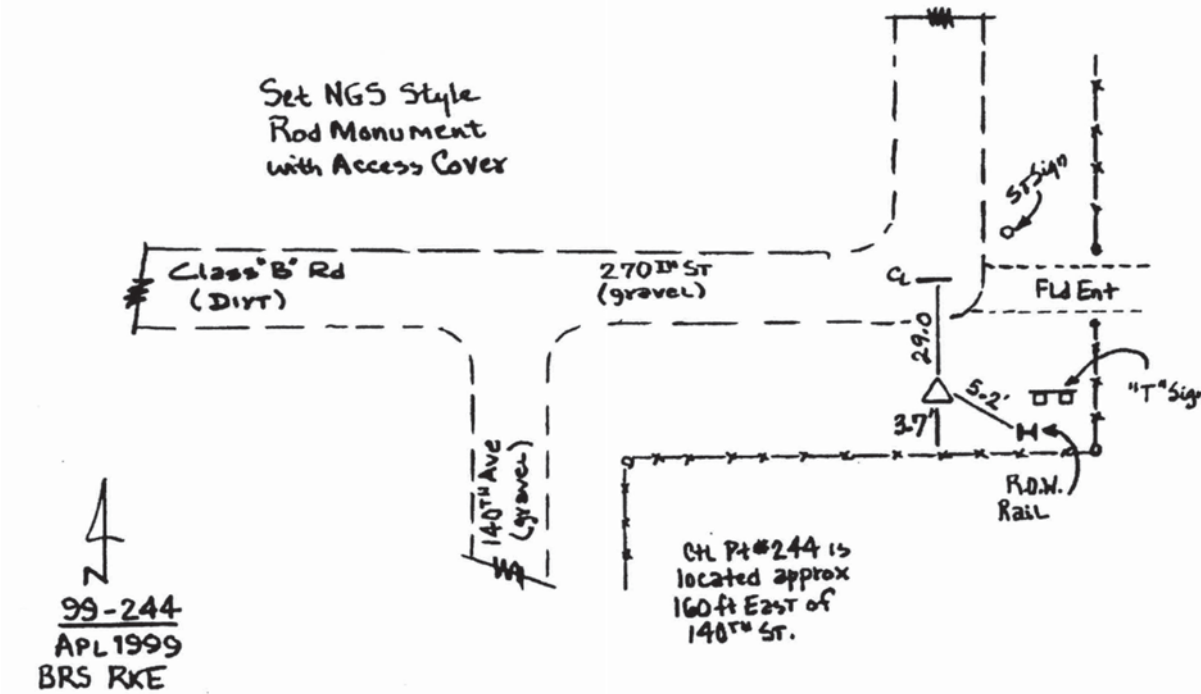 Set NGS Style
Rod Monument
with Access Cover
ST Sign
Class "B" Rd
(Dirt)
270TH ST
(gravel)
CL
Fld Ent
29.0
5.2'
"T" Sign
3.7'
140TH Ave
(gravel)
R.O.W.
Rail
Ctl Pt #244 is
located approx
160 ft East of
140TH ST.
N
99-244
APL 1999
BRS RKE